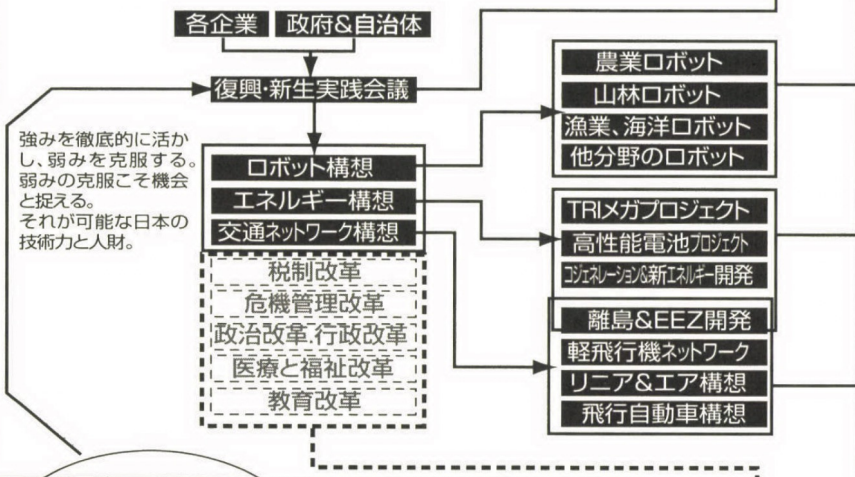 各企業 政府&自治体
復興・新生実践会議
強みを徹底的に活か
し、弱みを克服する。
弱みの克服こそ機会
と捉える。
それが可能な日本の
技術力と人財。
ロボット構想
エネルギー構想
交通ネットワーク構想
税制改革
危機管理改革
政治改革.行政改革
医療と福祉改革
教育改革
農業ロボット
山林ロボット
漁業、海洋ロボット
他分野のロボット
TRIメガプロジェクト
高性能電池プロジェクト
コジェネレーション&新エネルギー開発
離島&EEZ開発
軽飛行機ネットワーク
リニア&エア構想
飛行自動車構想